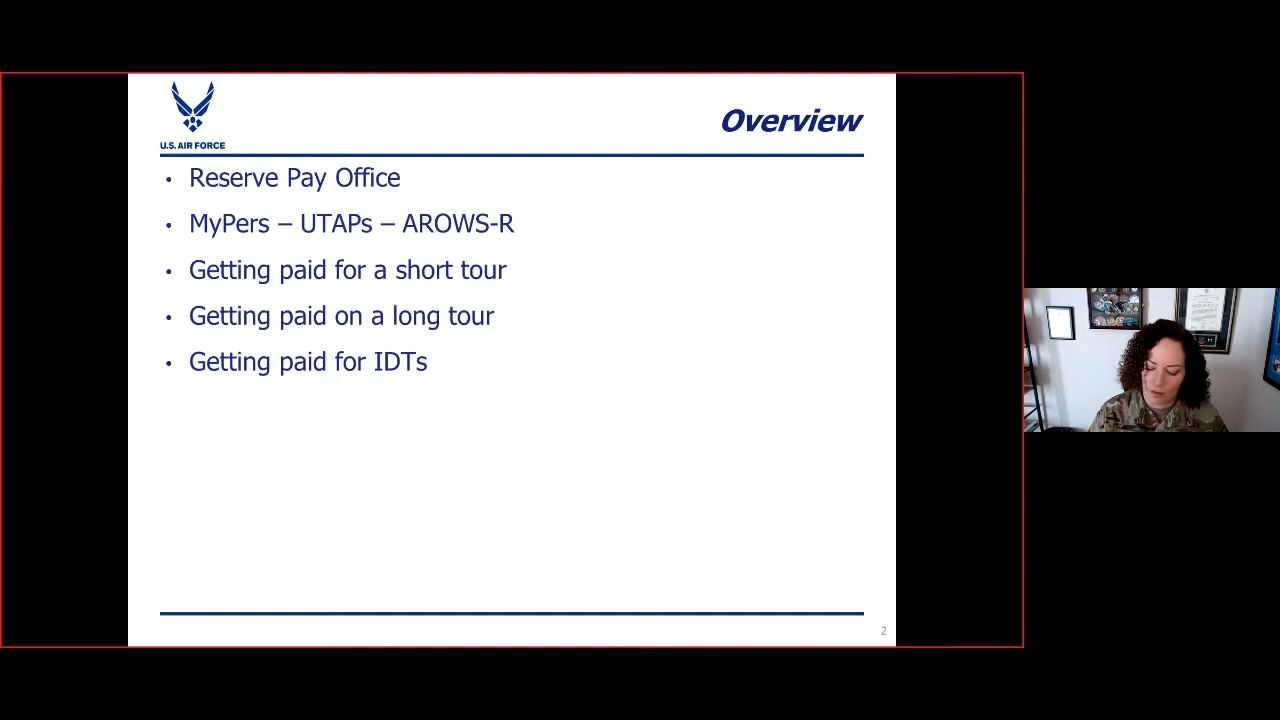 U.S. AIR FORCE
Overview
• Reserve Pay Office
• MyPers – UTAPs – AROWS-R
• Getting paid for a short tour
• Getting paid on a long tour
• Getting paid for IDTs
2